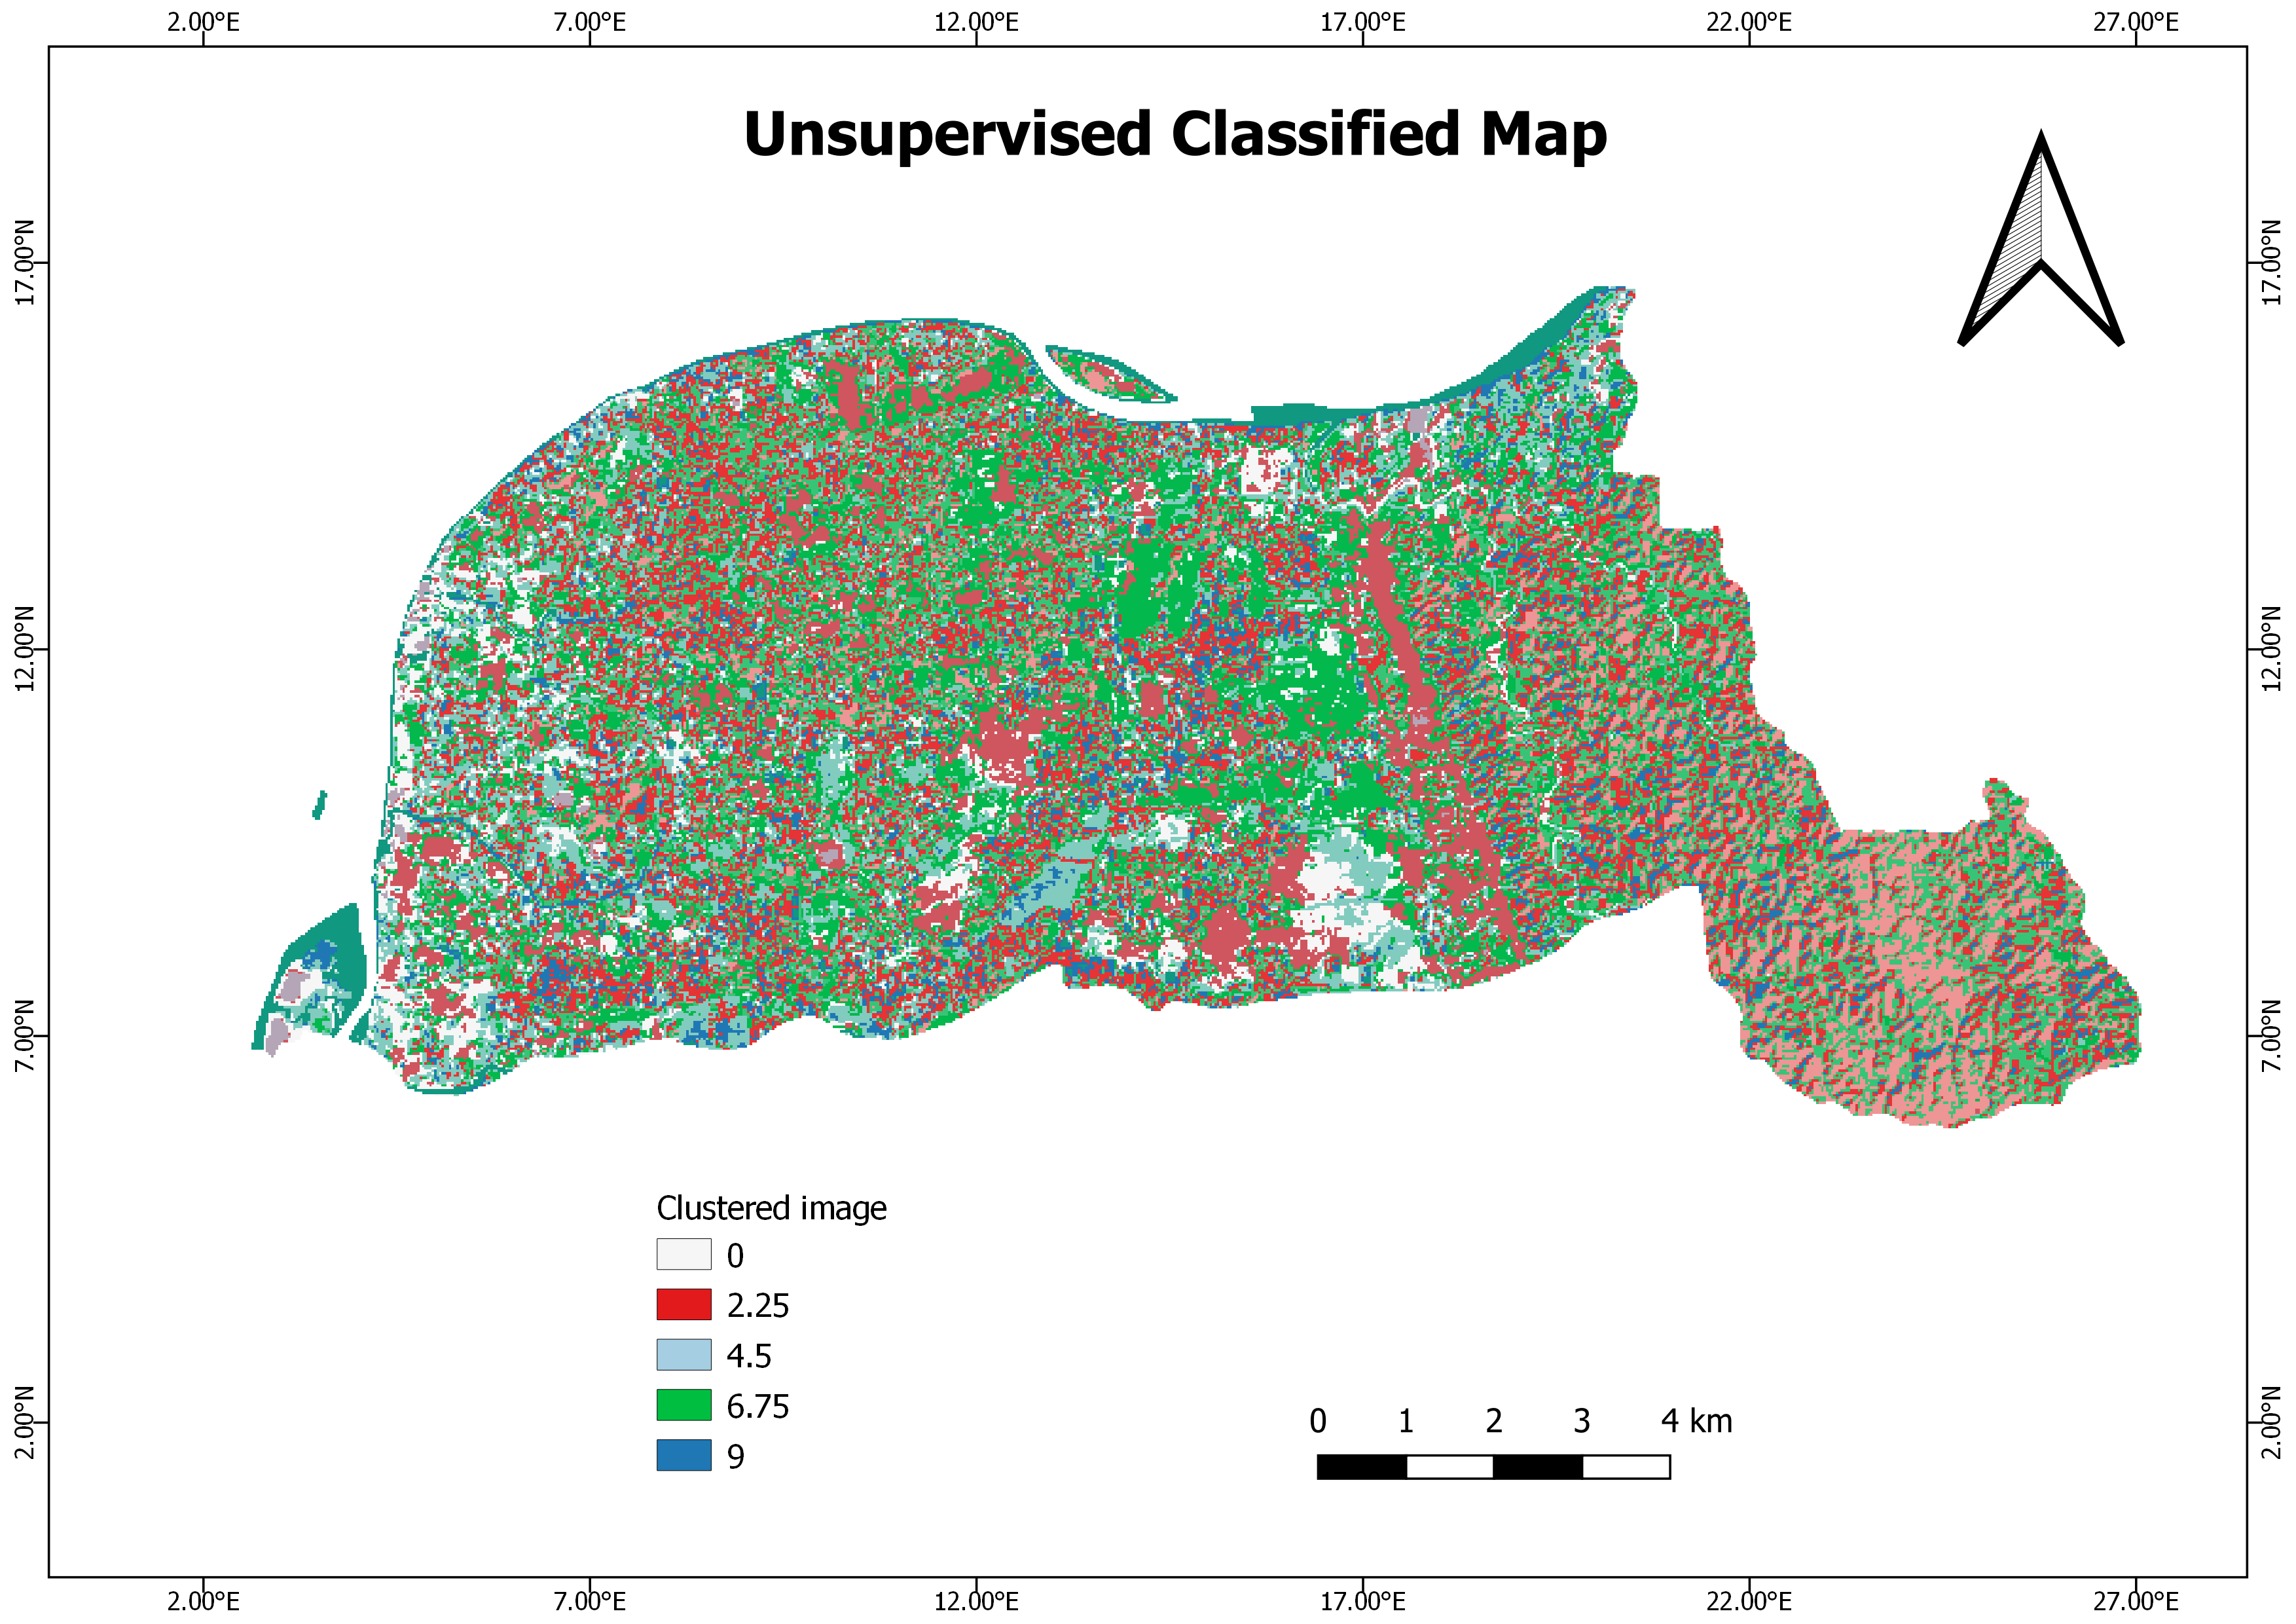 2.00°E 7.00°E 12.00°E 17.00°E 22.00°E 27.00°E
Unsupervised Classified Map
17.00°N 17.00°N
12.00°N 12.00°N
7.00°N 7.00°N
Clustered image
0
2.25
4.5
6.75
9
0 1 2 3 4 km
2.00°N 2.00°N
2.00°E 7.00°E 12.00°E 17.00°E 22.00°E 27.00°E